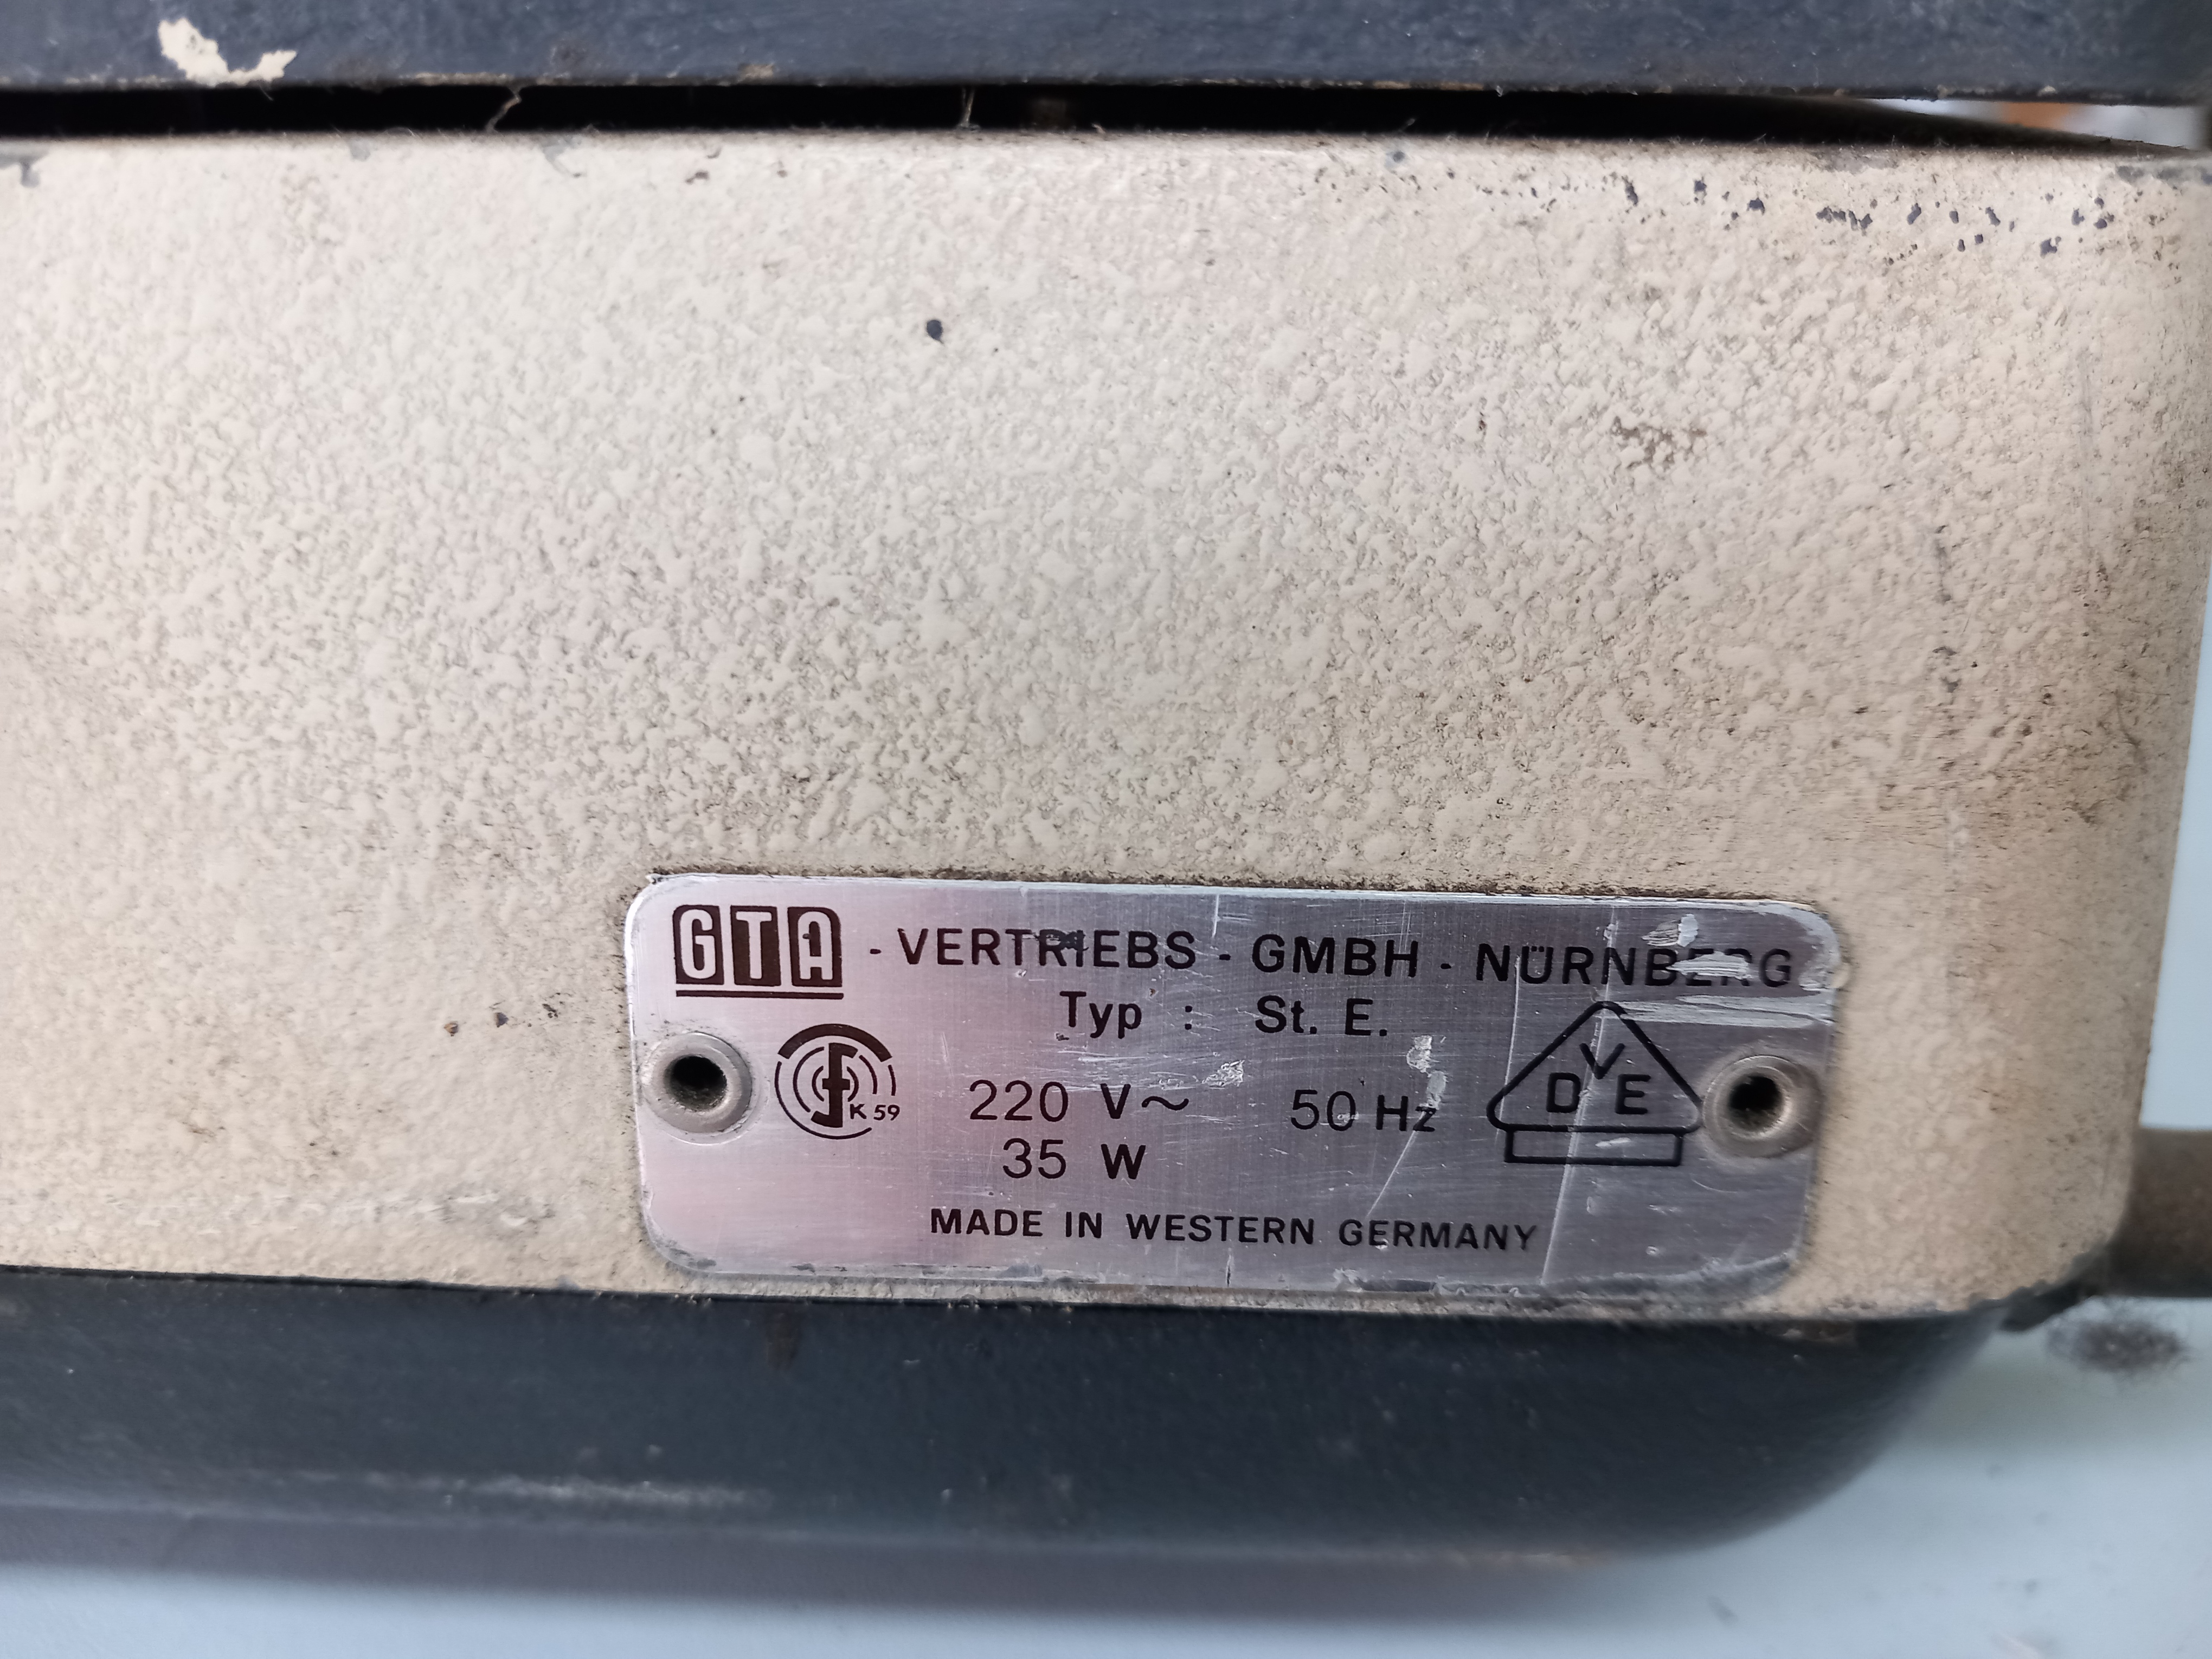 GTA - VERTRIEBS - GMBH - NÜRNBERG
Typ : St. E.
K 59
220 V~ 50 Hz
35 W
VDE
MADE IN WESTERN GERMANY